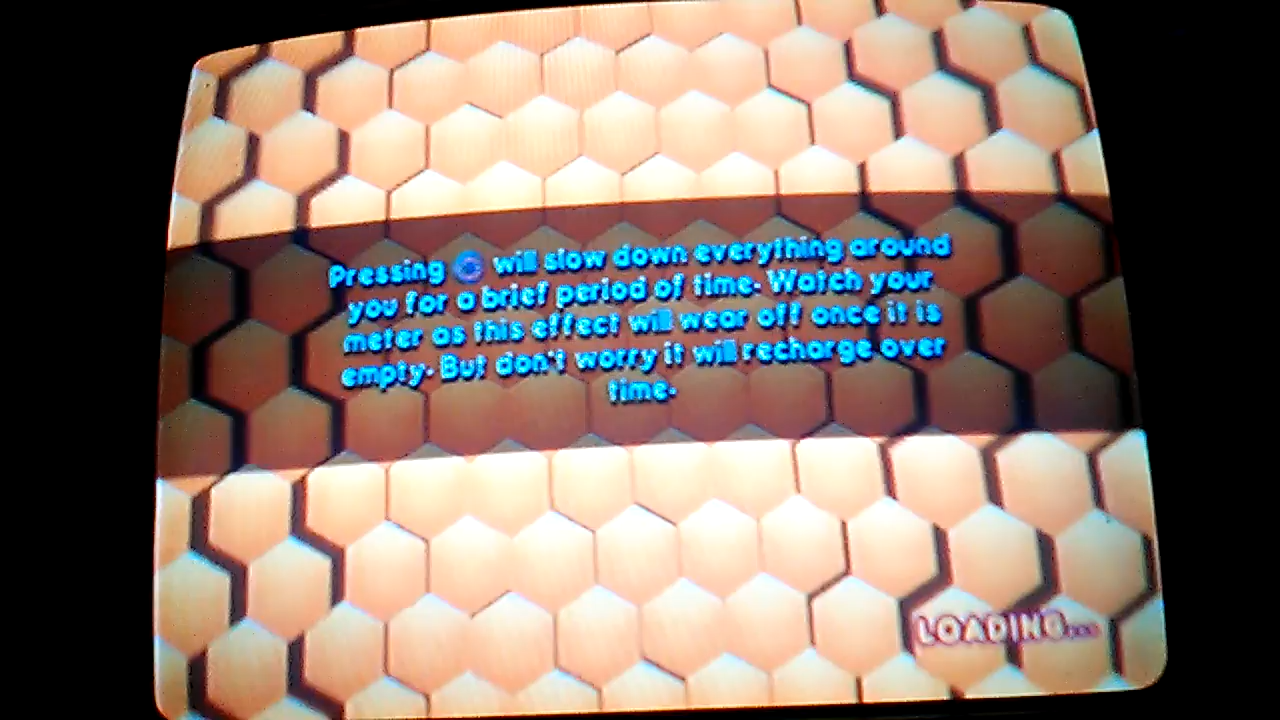 Pressing will slow down everything around
you for a brief period of time. Watch your
meter as this effect will wear off once it is
empty. But don't worry it will recharge over
time.
LOADING...